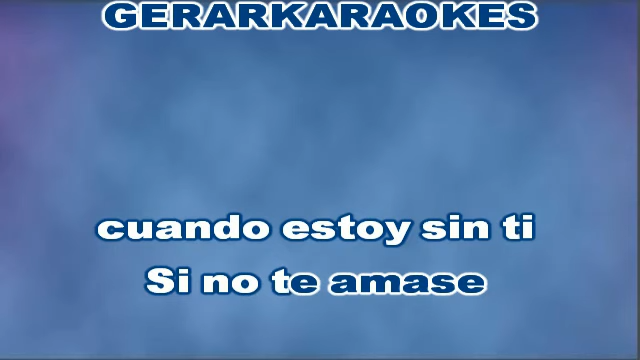 GERARKARAOKES
cuando estoy sin ti
Si no te amase